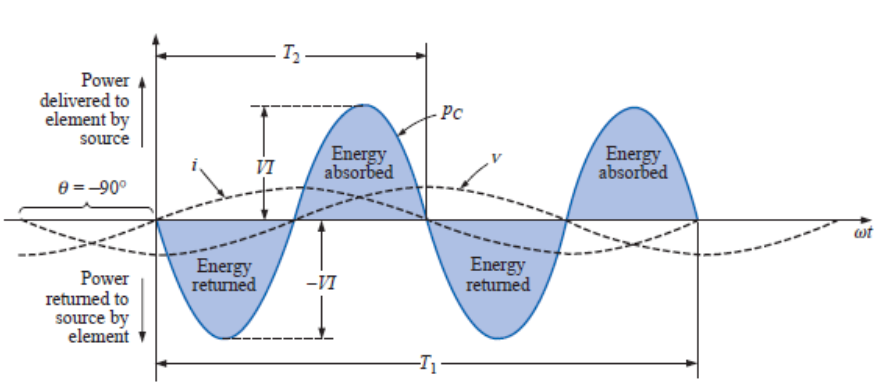 T2
Power
delivered to
element by
source
pC
Energy
absorbed
Energy
absorbed
i
VI
v
θ = –90°
ωt
Energy
returned
–VI
Energy
returned
Power
returned to
source by
element
T1